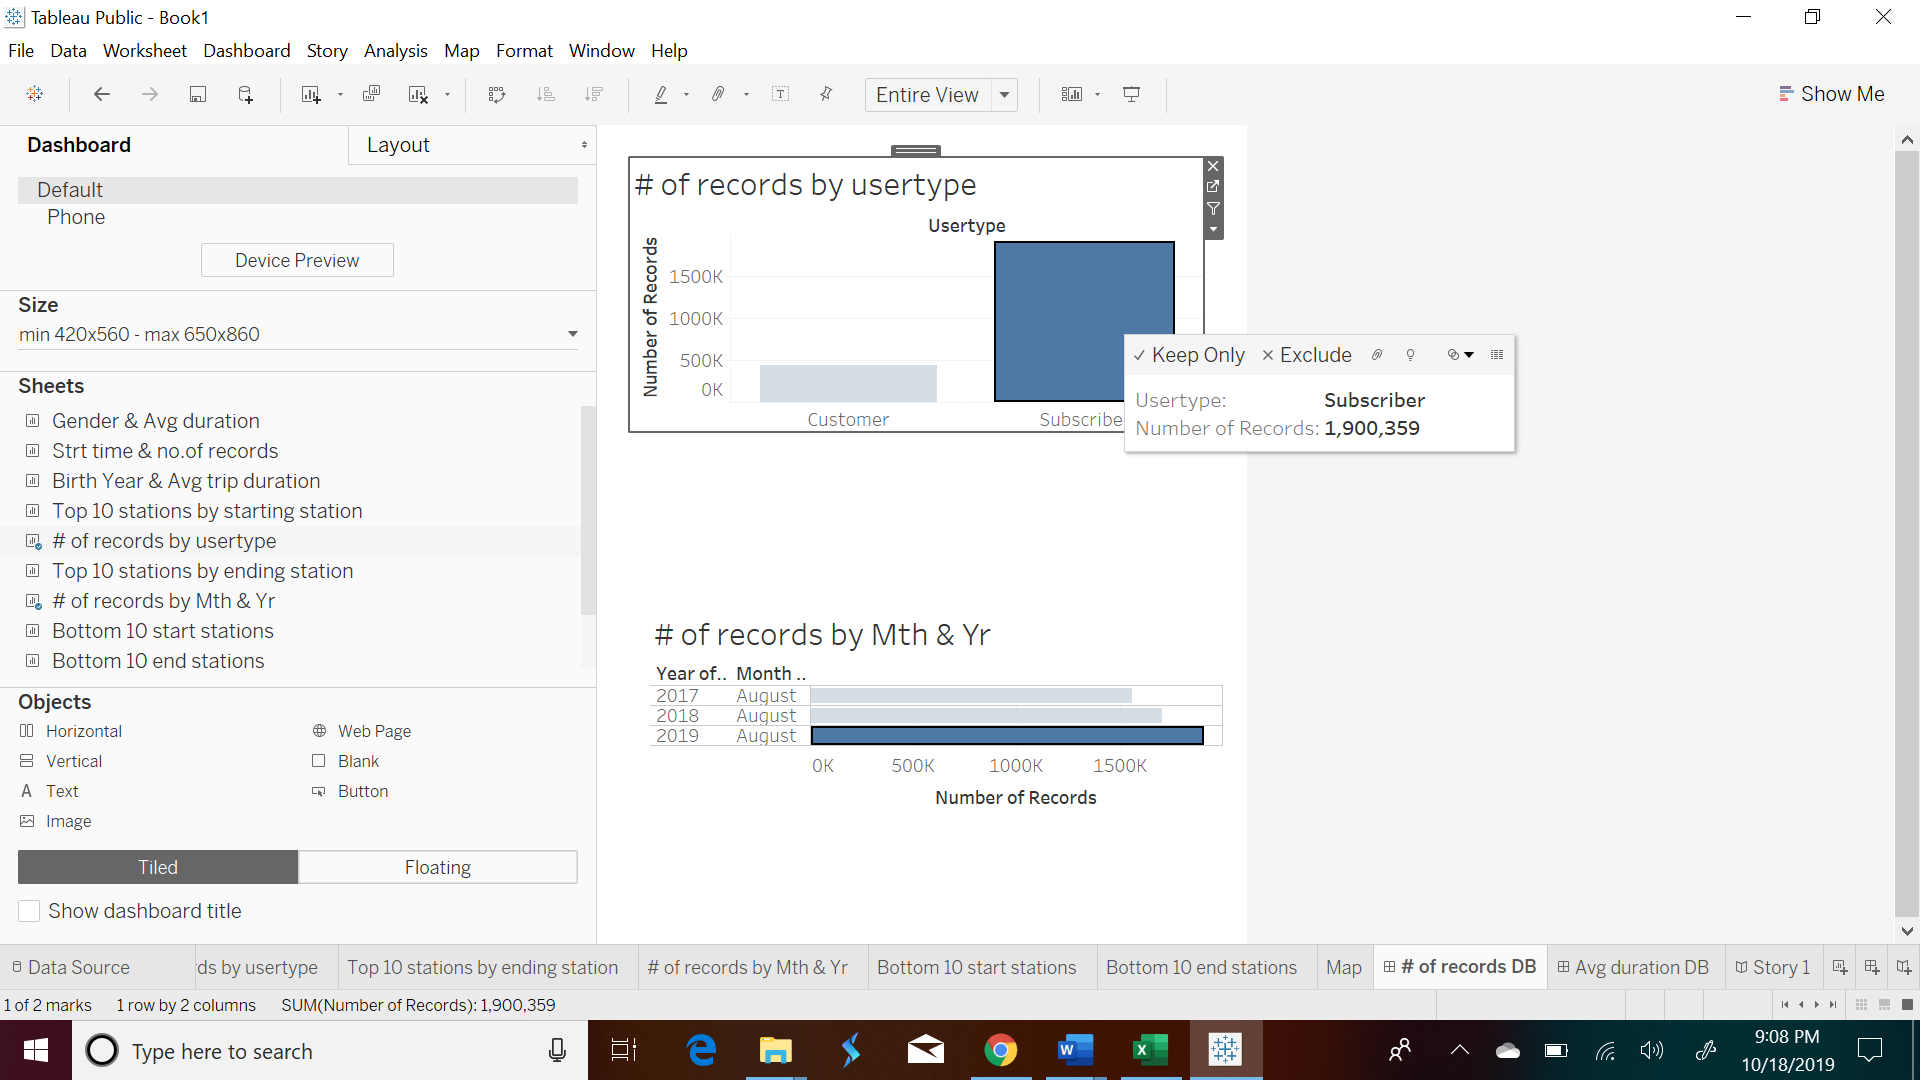 Tableau Public - Book1
File Data Worksheet Dashboard Story Analysis Map Format Window Help
Entire View
Show Me
Dashboard Layout
Default
Phone
Device Preview
Size
min 420x560 - max 650x860
Sheets
Gender & Avg duration
Strt time & no.of records
Birth Year & Avg trip duration
Top 10 stations by starting station
# of records by usertype
Top 10 stations by ending station
# of records by Mth & Yr
Bottom 10 start stations
Bottom 10 end stations
Objects
Horizontal Web Page
Vertical Blank
A Text Button
Image
Tiled Floating
Show dashboard title
# of records by usertype
Usertype
Number of Records
1500K
1000K
500K
0K
Customer Subscribe
Keep Only Exclude
Usertype: Subscriber
Number of Records: 1,900,359
# of records by Mth & Yr
Year of.. Month ..
2017 August
2018 August
2019 August
0K 500K 1000K 1500K
Number of Records
Data Source ds by usertype Top 10 stations by ending station # of records by Mth & Yr Bottom 10 start stations Bottom 10 end stations Map # of records DB Avg duration DB Story 1
1 of 2 marks 1 row by 2 columns SUM(Number of Records): 1,900,359
Type here to search
9:08 PM
10/18/2019